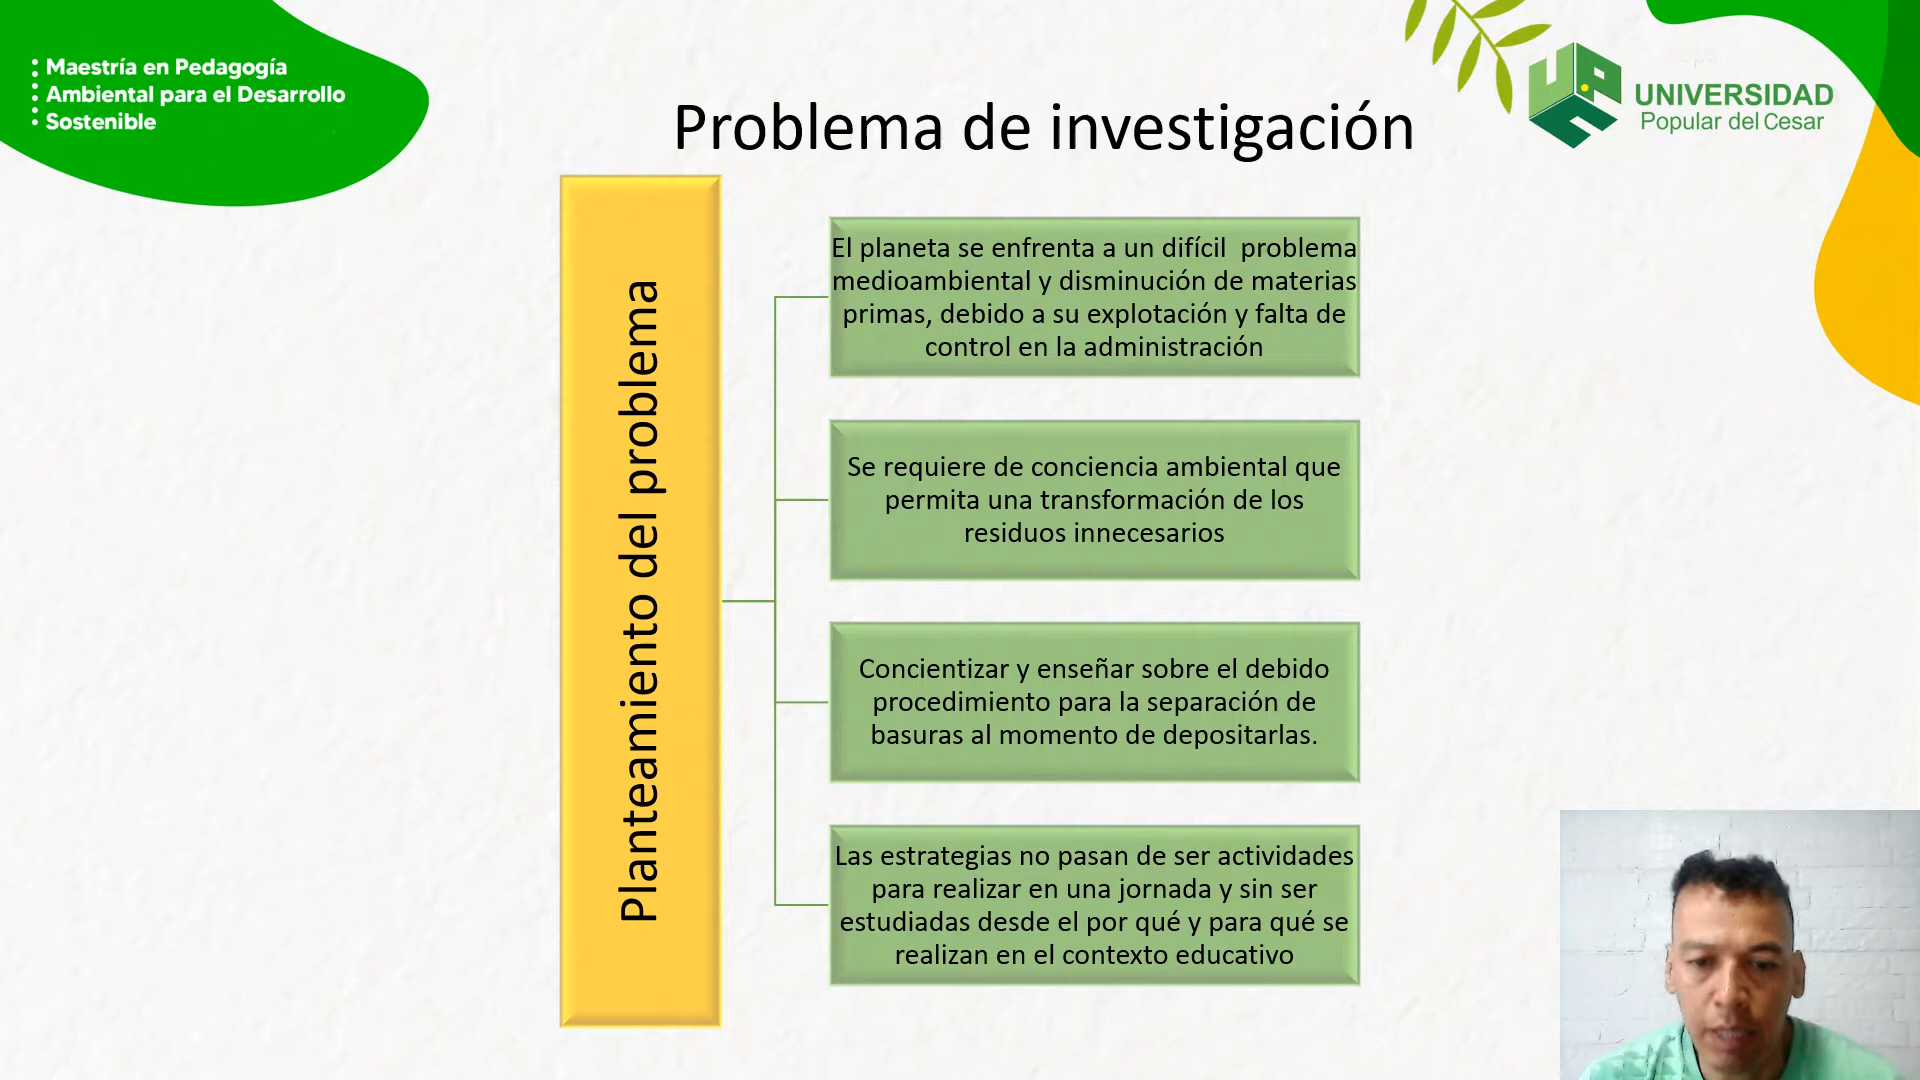 Maestría en Pedagogía
Ambiental para el Desarrollo
Sostenible
UNIVERSIDAD
Popular del Cesar
Problema de investigación
Planteamiento del problema
El planeta se enfrenta a un difícil  problema
medioambiental y disminución de materias
primas, debido a su explotación y falta de
control en la administración
Se requiere de conciencia ambiental que
permita una transformación de los
residuos innecesarios
Concientizar y enseñar sobre el debido
procedimiento para la separación de
basuras al momento de depositarlas.
Las estrategias no pasan de ser actividades
para realizar en una jornada y sin ser
estudiadas desde el por qué y para qué se
realizan en el contexto educativo